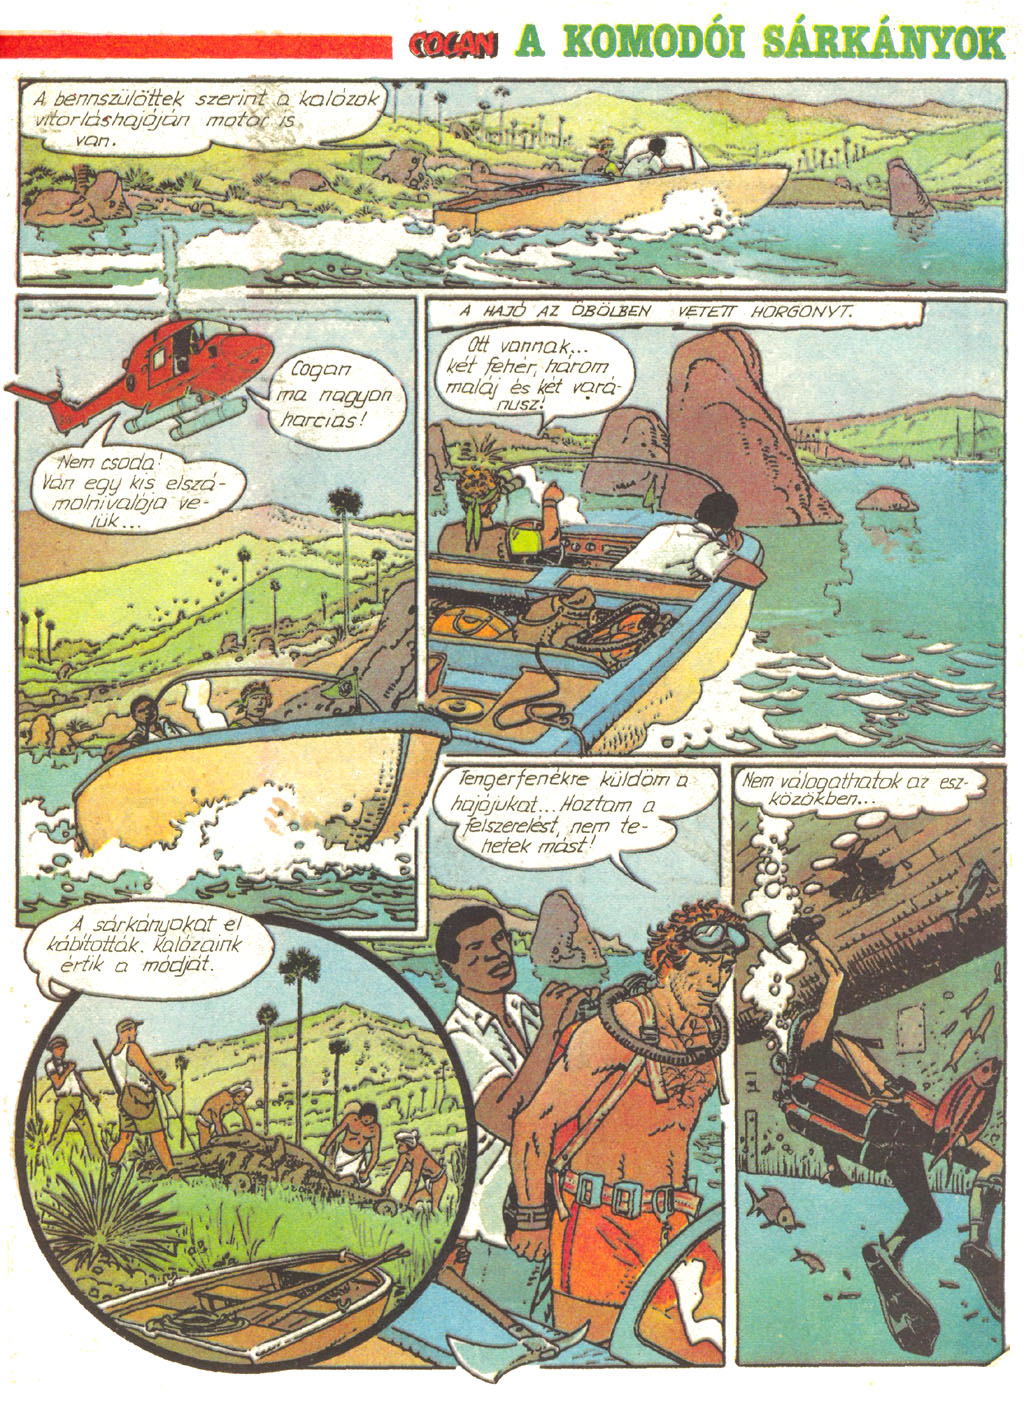 COGAN A KOMODÓI SÁRKÁNYOK
A bennszülöttek szerint a kalózok
vitorláshajóján motor is
van.
Cogan
ma nagyon
harcias!
Nem csoda!
Van egy kis elszá-
molnivalója ve-
lük...
A HAJÓ AZ ÖBÖLBEN VETETT HORGONYT.
Ott vannak...
két fehér, három
maláj és két vará-
nusz!
A sárkányokat el
kábították. Kalózaink
értik a módját.
Tengerfenékre küldöm a
hajójukat... Hoztam a
felszerelést, nem te-
hetek mást!
Nem válogathatok az esz-
közökben...